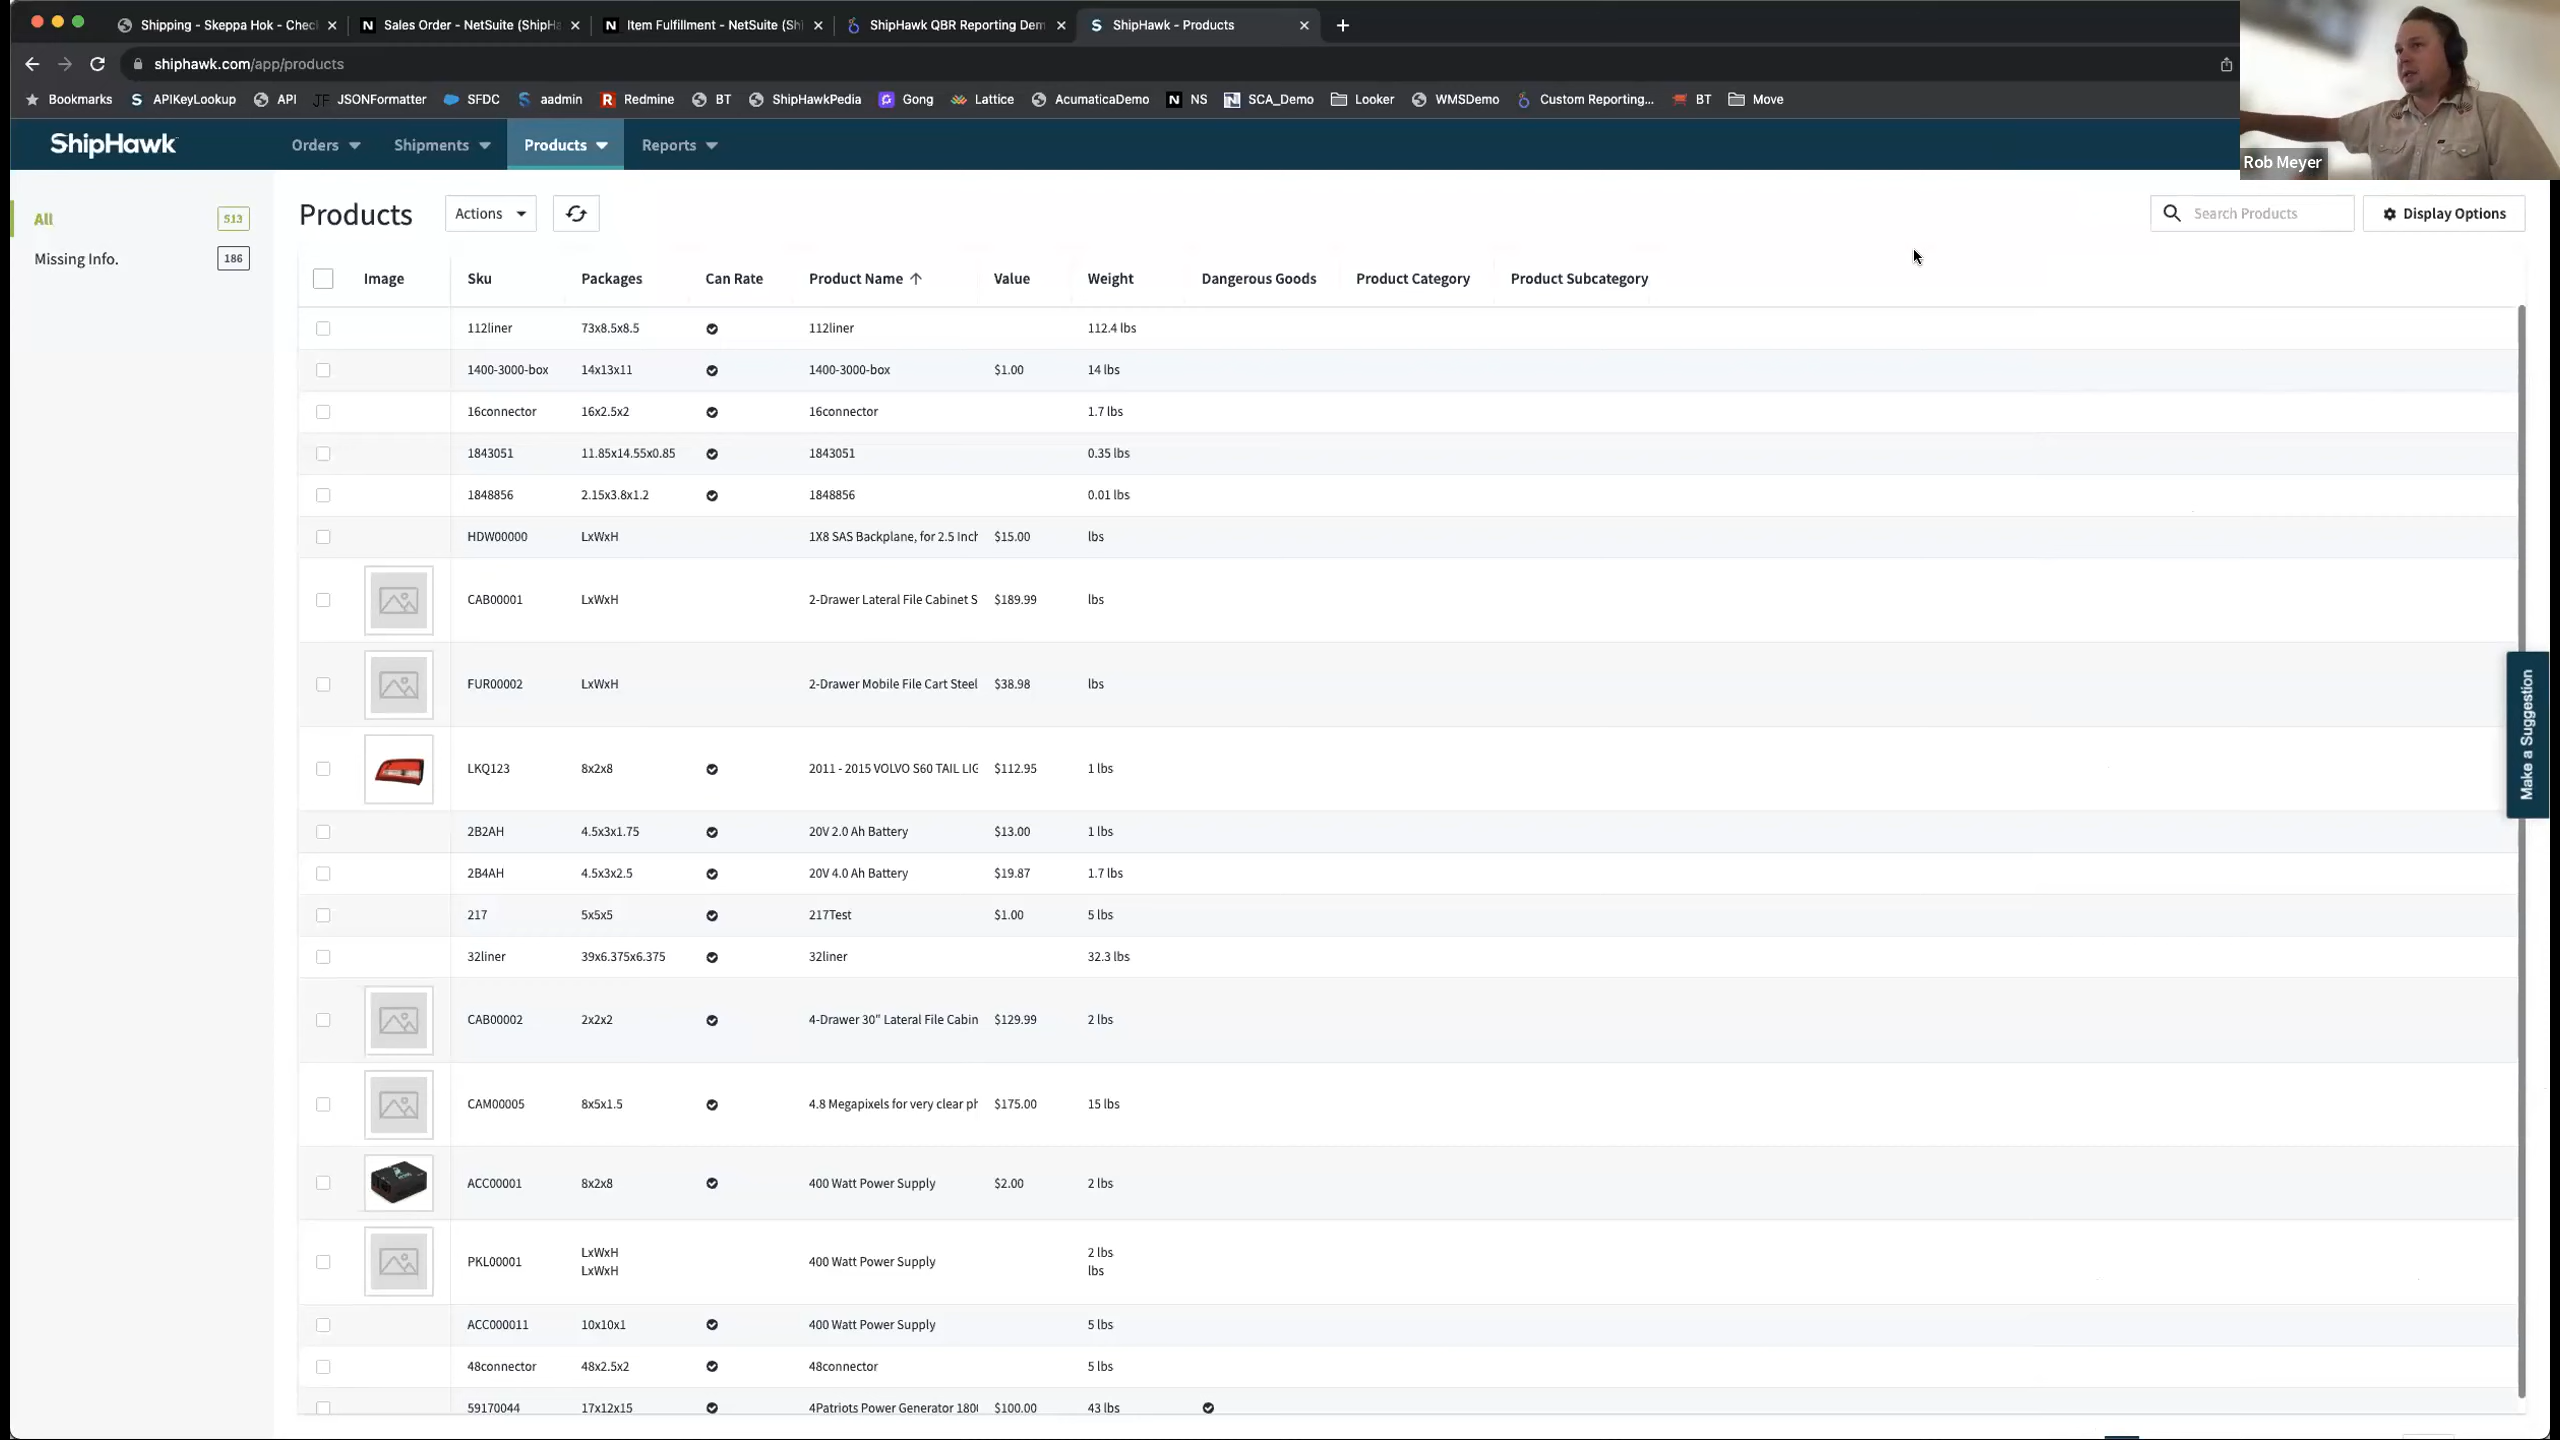 Shipping - Skeppa Hok - Chec
Sales Order - NetSuite (ShipHa
Item Fulfillment - NetSuite (Shi
ShipHawk QBR Reporting Dem
ShipHawk - Products
shiphawk.com/app/products
Bookmarks APIKeyLookup API JSONFormatter SFDC aadmin Redmine BT ShipHawkPedia Gong Lattice AcumaticaDemo NS SCA_Demo Looker WMSDemo Custom Reporting... BT Move
Rob Meyer
ShipHawk Orders Shipments Products Reports
All 513
Missing Info. 186
Products Actions Search Products Display Options
Image Sku Packages Can Rate Product Name Value Weight Dangerous Goods Product Category Product Subcategory
112liner 73x8.5x8.5 112liner 112.4 lbs
1400-3000-box 14x13x11 1400-3000-box $1.00 14 lbs
16connector 16x2.5x2 16connector 1.7 lbs
1843051 11.85x14.55x0.85 1843051 0.35 lbs
1848856 2.15x3.8x1.2 1848856 0.01 lbs
HDW00000 LxWxH 1X8 SAS Backplane, for 2.5 Inch $15.00 lbs
CAB00001 LxWxH 2-Drawer Lateral File Cabinet S $189.99 lbs
FUR00002 LxWxH 2-Drawer Mobile File Cart Steel $38.98 lbs
LKQ123 8x2x8 2011 - 2015 VOLVO S60 TAIL LIG $112.95 1 lbs
2B2AH 4.5x3x1.75 20V 2.0 Ah Battery $13.00 1 lbs
2B4AH 4.5x3x2.5 20V 4.0 Ah Battery $19.87 1.7 lbs
217 5x5x5 217Test $1.00 5 lbs
32liner 39x6.375x6.375 32liner 32.3 lbs
CAB00002 2x2x2 4-Drawer 30" Lateral File Cabin $129.99 2 lbs
CAM00005 8x5x1.5 4.8 Megapixels for very clear ph $175.00 15 lbs
ACC00001 8x2x8 400 Watt Power Supply $2.00 2 lbs
PKL00001 LxWxH 400 Watt Power Supply 2 lbs
LxWxH lbs
ACC000011 10x10x1 400 Watt Power Supply 5 lbs
48connector 48x2.5x2 48connector 5 lbs
59170044 17x12x15 4Patriots Power Generator 180 $100.00 43 lbs
Make a Suggestion